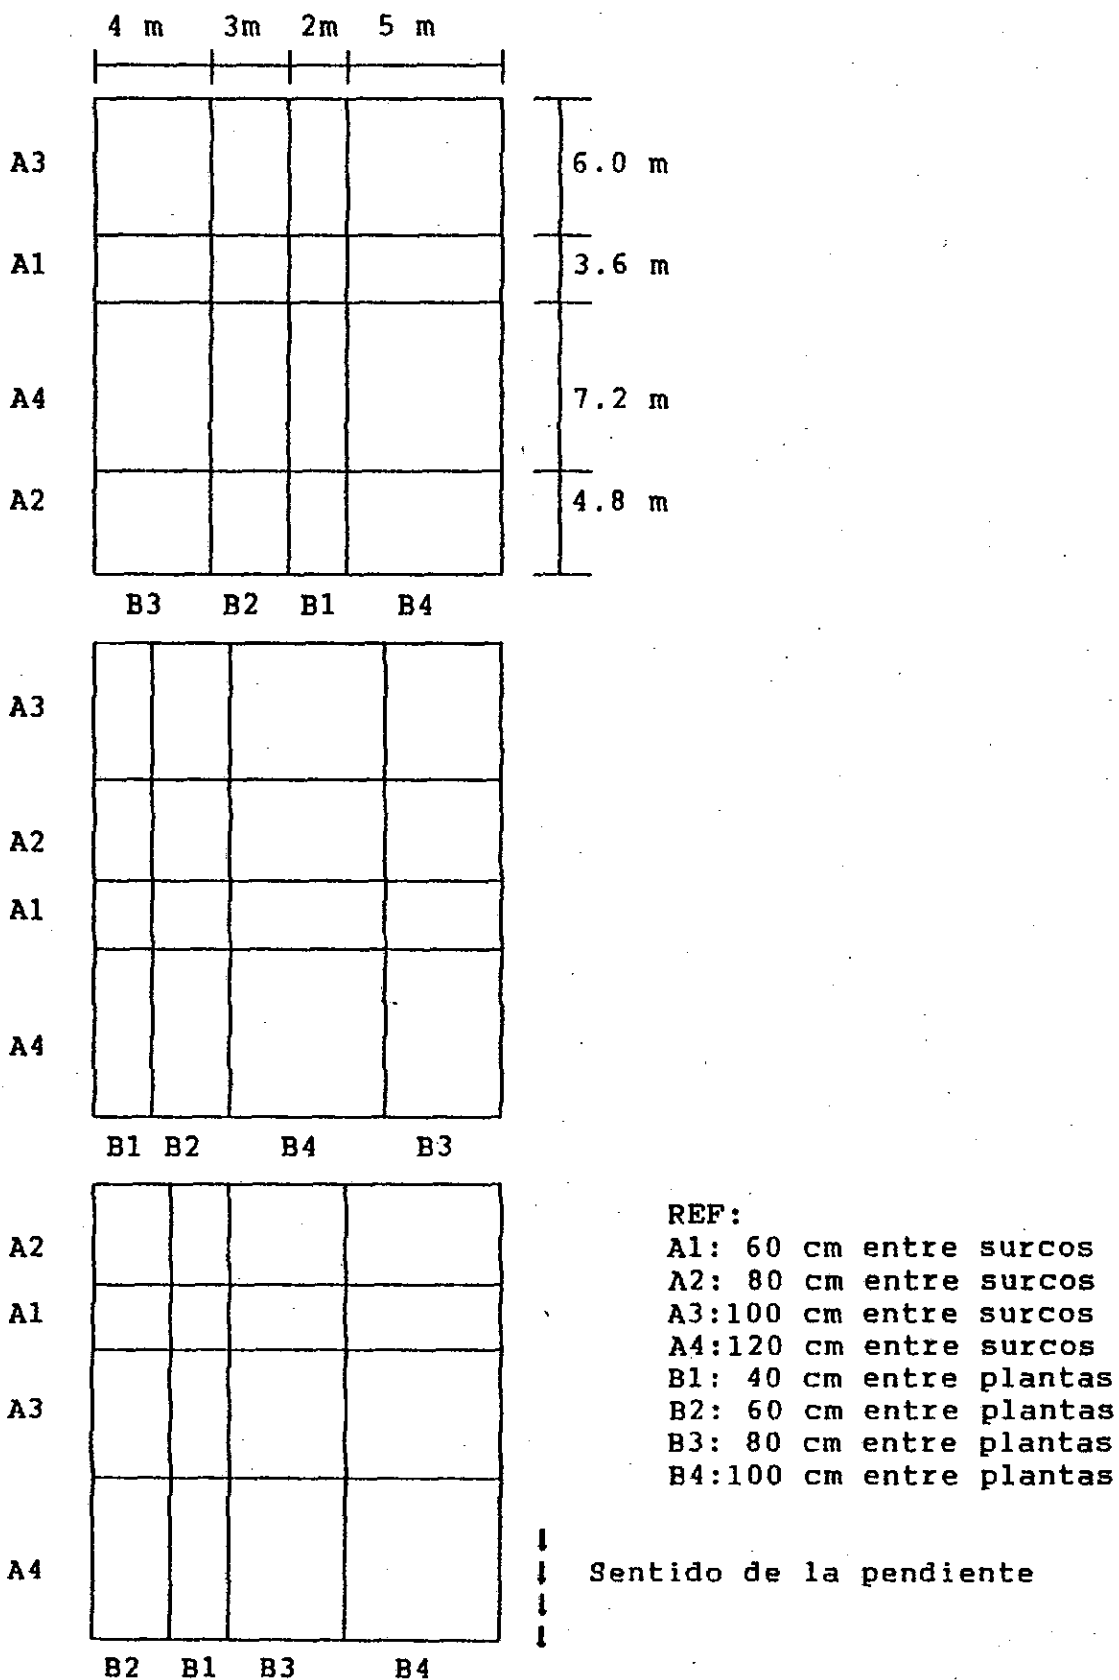 4 m 3m 2m 5 m
A3 6.0 m
A1 3.6 m
A4 7.2 m
A2 4.8 m
B3 B2 B1 B4
A3
A2
A1
A4
B1 B2 B4 B3
A2
A1
A3
A4
B2 B1 B3 B4
REF:
A1: 60 cm entre surcos
A2: 80 cm entre surcos
A3:100 cm entre surcos
A4:120 cm entre surcos
B1: 40 cm entre plantas
B2: 60 cm entre plantas
B3: 80 cm entre plantas
B4:100 cm entre plantas
Sentido de la pendiente